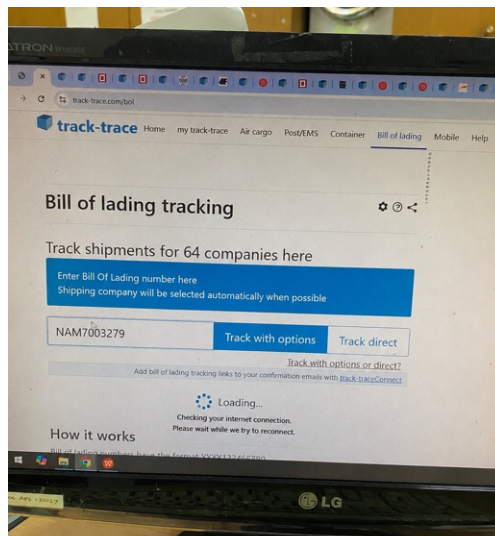 track-trace.com/bol
track-trace Home my track-trace Air cargo Post/EMS Container Bill of lading Mobile Help
Bill of lading tracking
Track shipments for 64 companies here
Enter Bill Of Lading number here
Shipping company will be selected automatically when possible
NAM7003279 Track with options Track direct
Track with options or direct?
Add bill of lading tracking links to your confirmation emails with track-traceConnect
Loading...
Checking your internet connection.
Please wait while we try to reconnect.
How it works
LG